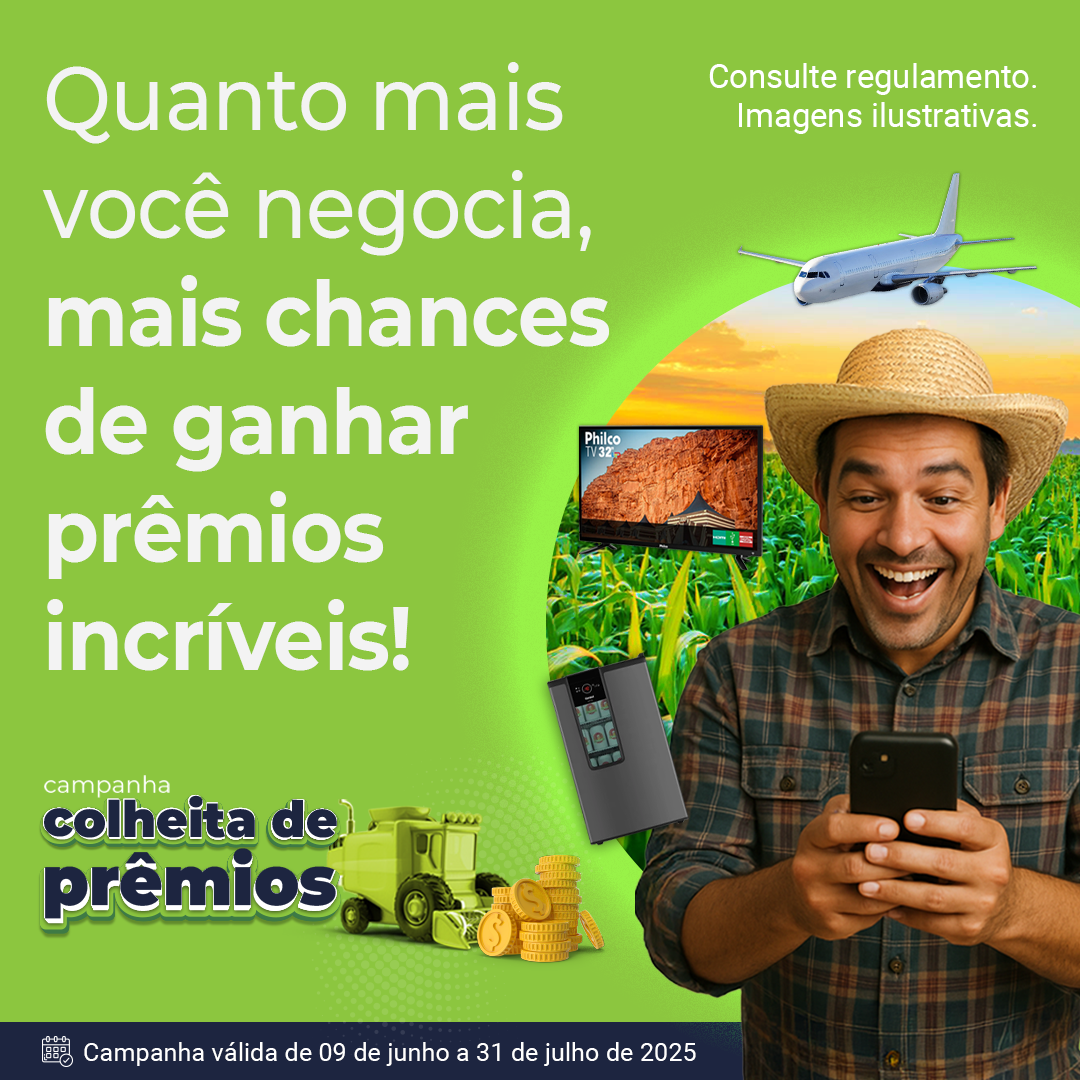 Quanto mais
você negocia,
mais chances
de ganhar
prêmios
incríveis!
Consulte regulamento.
Imagens ilustrativas.
Philco
TV 32"
campanha
colheita de
prêmios
Campanha válida de 09 de junho a 31 de julho de 2025